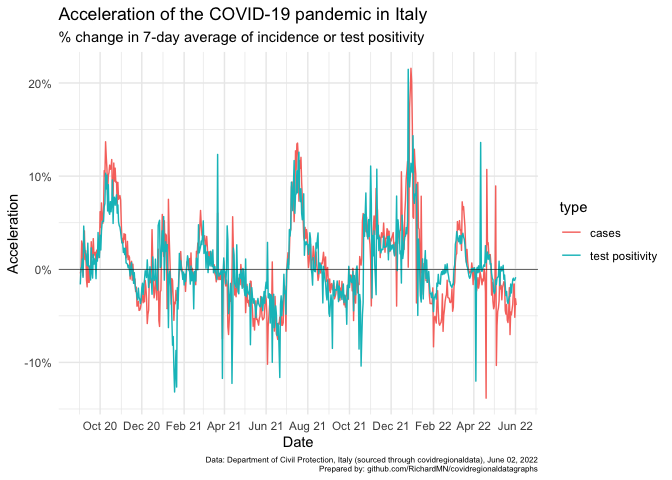 Acceleration of the COVID-19 pandemic in Italy
% change in 7-day average of incidence or test positivity
20%
10%
0%
-10%
Acceleration
Oct 20 Dec 20 Feb 21 Apr 21 Jun 21 Aug 21 Oct 21 Dec 21 Feb 22 Apr 22 Jun 22
Date
type
cases
test positivity
Data: Department of Civil Protection, Italy (sourced through covidregionaldata), June 02, 2022
Prepared by: github.com/RichardMN/covidregionaldatagraphs